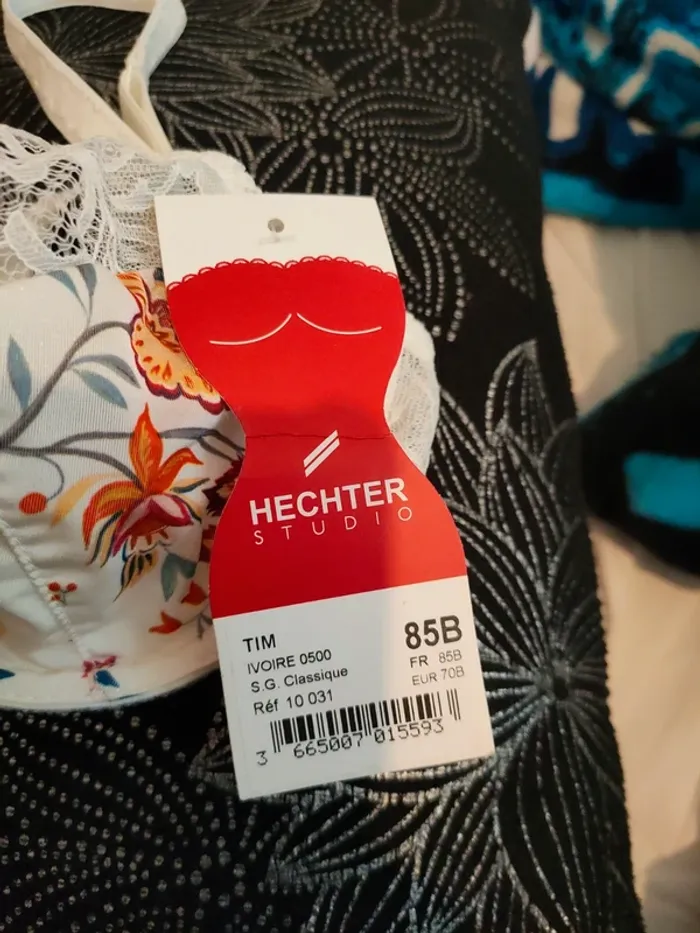 HECHTER
STUDIO
TIM
IVOIRE 0500
S.G. Classique
Réf 10 031
85B
FR 85B
EUR 70B
3 665007 015593